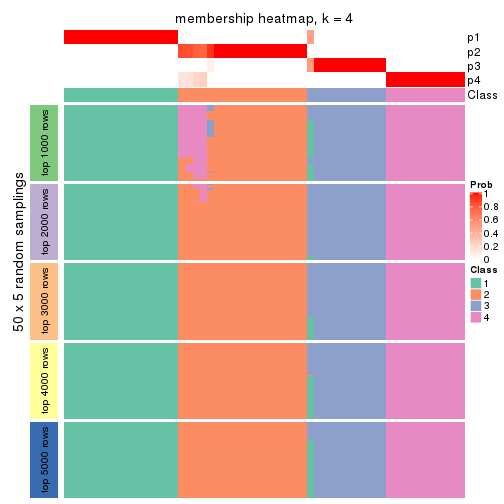 membership heatmap, k = 4
p1
p2
p3
p4
Class
50 x 5 random samplings
top 1000 rows
top 2000 rows
top 3000 rows
top 4000 rows
top 5000 rows
Prob
1
0.8
0.6
0.4
0.2
0
Class
1
2
3
4